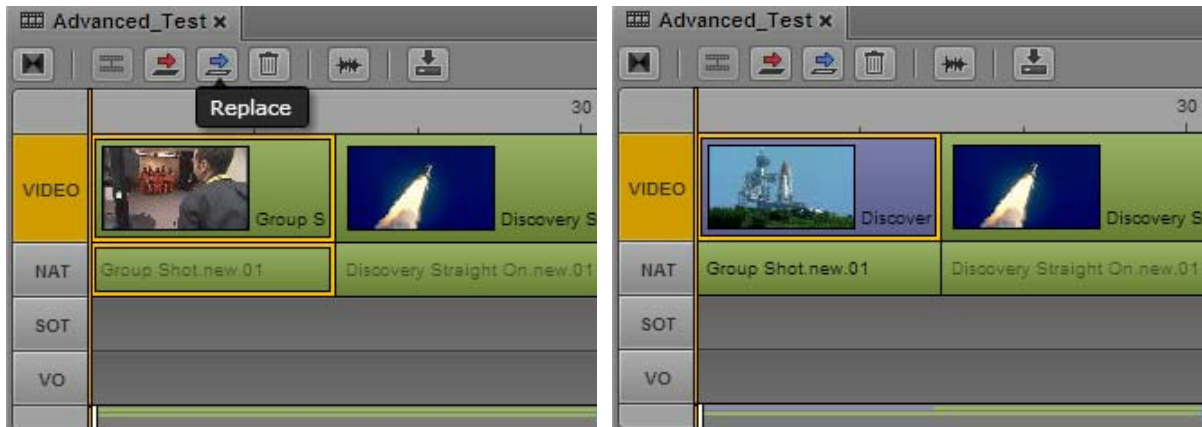 Advanced_Test ×
Replace
30
VIDEO
Group S
Discovery S
NAT
Group Shot.new.01
Discovery Straight On.new.01
SOT
VO
Advanced_Test ×
30
VIDEO
Discover
Discovery S
NAT
Group Shot.new.01
Discovery Straight On.new.01
SOT
VO